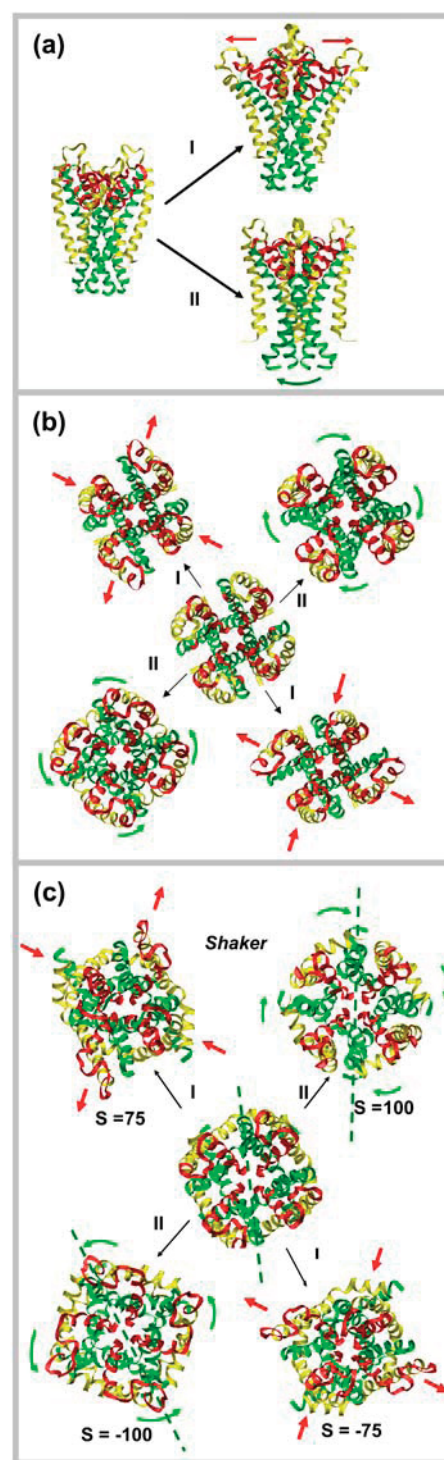 (a)
I
II
(b)
I
II
II
I
(c)
Shaker
I
II
S =75
S =100
II
I
S = -100
S = -75